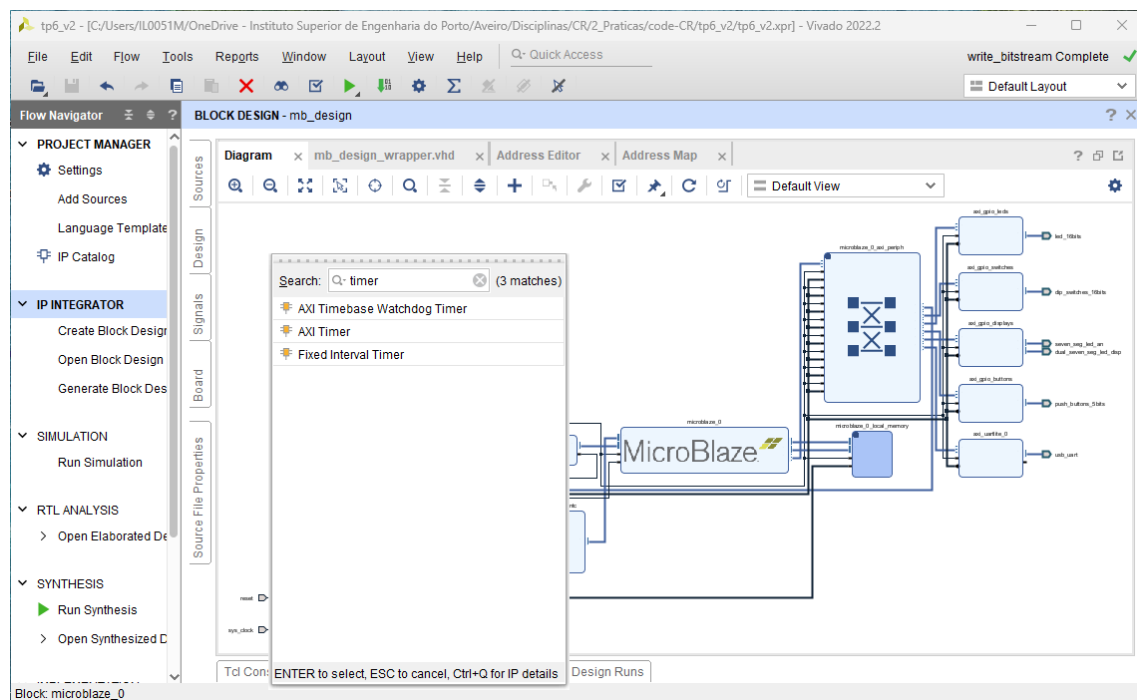 tp6_v2 - [C:/Users/IL0051M/OneDrive - Instituto Superior de Engenharia do Porto/Aveiro/Disciplinas/CR/2_Praticas/code-CR/tp6_v2/tp6_v2.xpr] - Vivado 2022.2
File Edit Flow Tools Reports Window Layout View Help Quick Access write_bitstream Complete
Default Layout
Flow Navigator ? BLOCK DESIGN - mb_design ?
PROJECT MANAGER
Settings
Add Sources
Language Template
IP Catalog
IP INTEGRATOR
Create Block Design
Open Block Design
Generate Block Des
SIMULATION
Run Simulation
RTL ANALYSIS
Open Elaborated De
SYNTHESIS
Run Synthesis
Open Synthesized D
Sources
Design
Signals
Board
Source File Properties
Diagram mb_design_wrapper.vhd Address Editor Address Map ?
Default View
Search: timer (3 matches)
AXI Timebase Watchdog Timer
AXI Timer
Fixed Interval Timer
ENTER to select, ESC to cancel, Ctrl+Q for IP details
microblaze_0
MicroBlaze
microblaze_0_axi_periph
microblaze_0_local_memory
axi_gpio_leds
led_16bits
axi_gpio_switches
dip_switches_16bits
axi_gpio_displays
seven_seg_led_an
dual_seven_seg_led_disp
axi_gpio_buttons
push_buttons_5bits
axi_uartlite_0
usb_uart
reset
sys_clock
Tcl Cons Design Runs
Block: microblaze_0